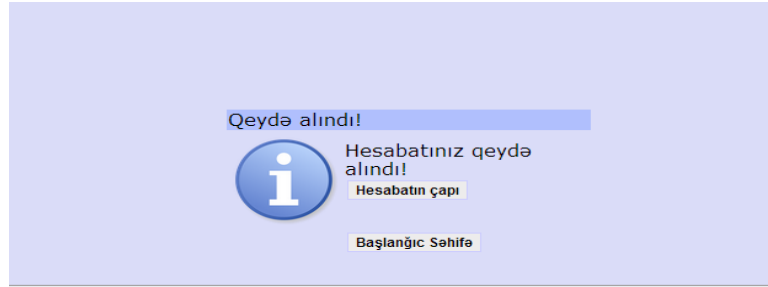 Qeydə alındı!
Hesabatınız qeydə
alındı!
Hesabatın çapı
Başlanğıc Səhifə